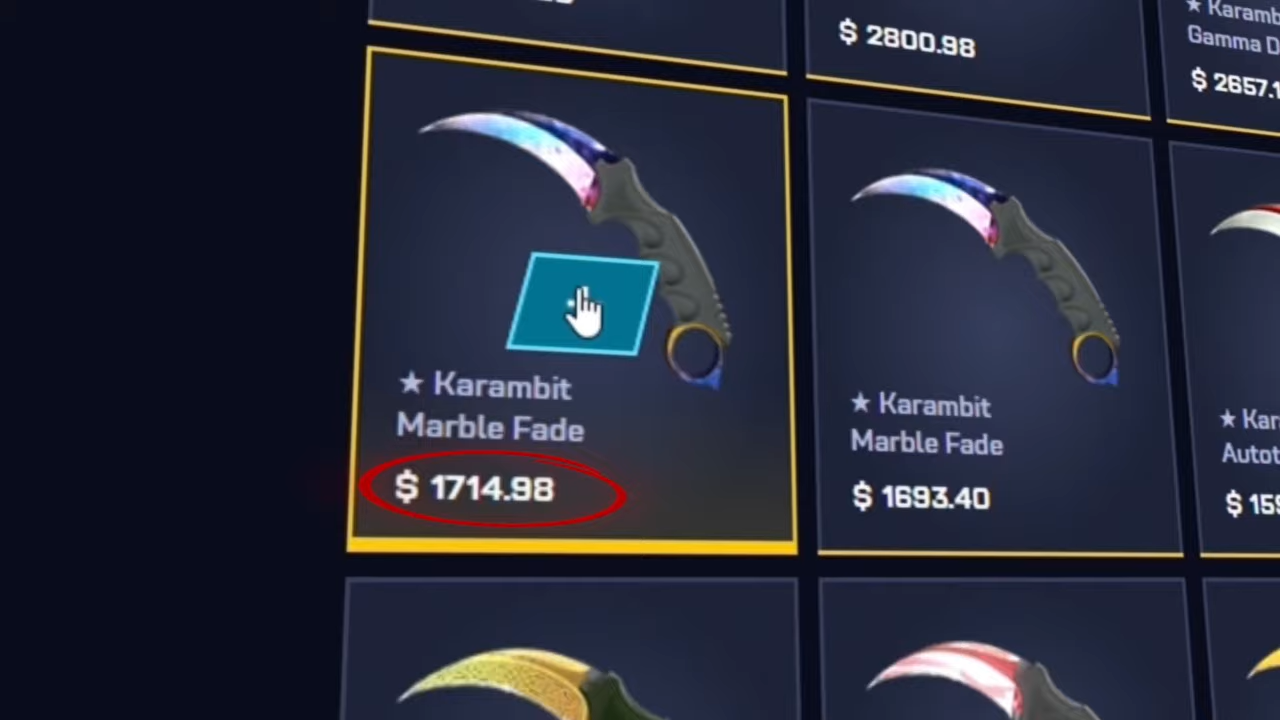 $ 2800.98
★ Karamb
Gamma D
$ 2657.1
★ Karambit
Marble Fade
$ 1714.98
★ Karambit
Marble Fade
$ 1693.40
★ Kar
Autot
$ 159